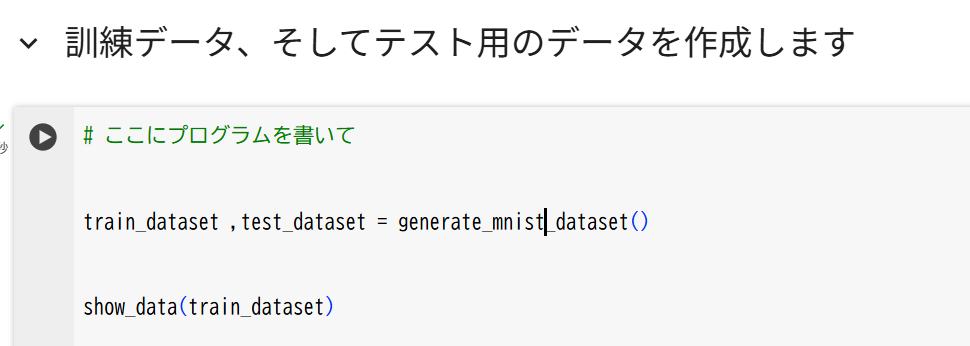 訓練データ、そしてテスト用のデータを作成します
秒
# ここにプログラムを書いて
train_dataset ,test_dataset = generate_mnist_dataset()
show_data(train_dataset)